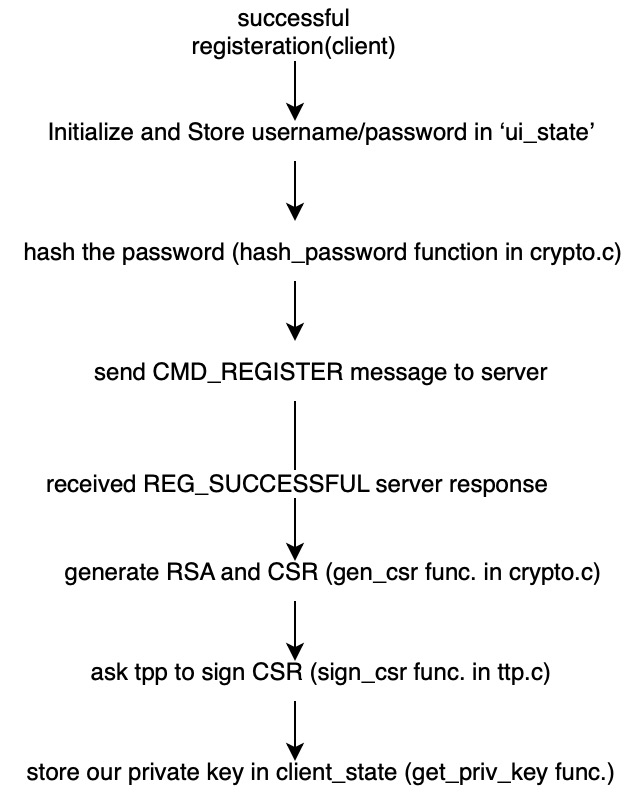 successful
registeration(client)
Initialize and Store username/password in ‘ui_state’
hash the password (hash_password function in crypto.c)
send CMD_REGISTER message to server
received REG_SUCCESSFUL server response
generate RSA and CSR (gen_csr func. in crypto.c)
ask tpp to sign CSR (sign_csr func. in ttp.c)
store our private key in client_state (get_priv_key func.)